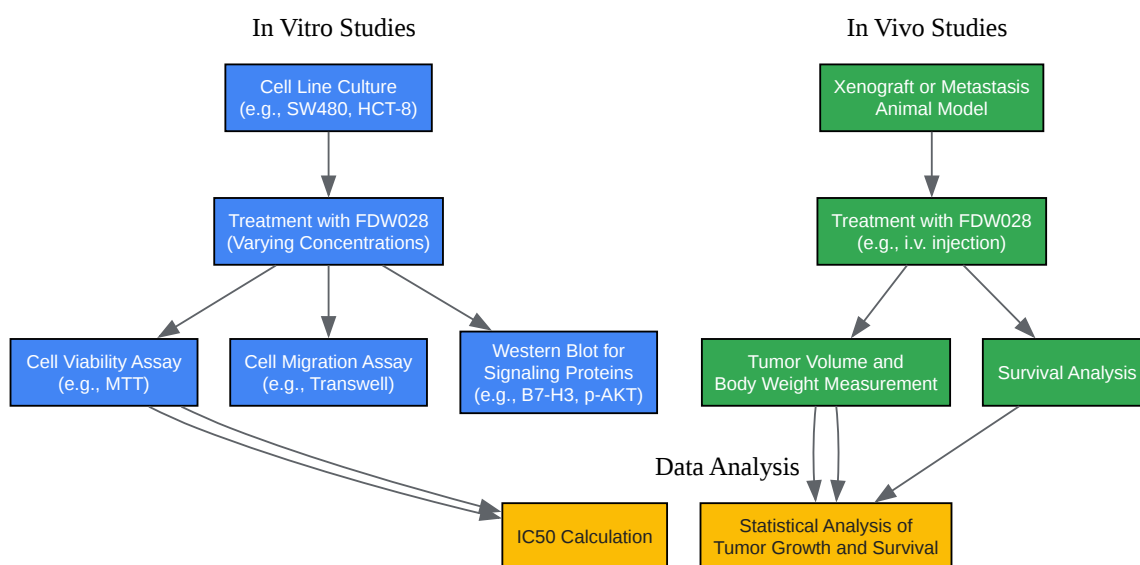 In Vitro Studies
In Vivo Studies
Cell Line Culture
(e.g., SW480, HCT-8)
Xenograft or Metastasis
Animal Model
Treatment with FDW028
(Varying Concentrations)
Treatment with FDW028
(e.g., i.v. injection)
Cell Viability Assay
(e.g., MTT)
Cell Migration Assay
(e.g., Transwell)
Western Blot for
Signaling Proteins
(e.g., B7-H3, p-AKT)
Tumor Volume and
Body Weight Measurement
Survival Analysis
Data Analysis
IC50 Calculation
Statistical Analysis of
Tumor Growth and Survival